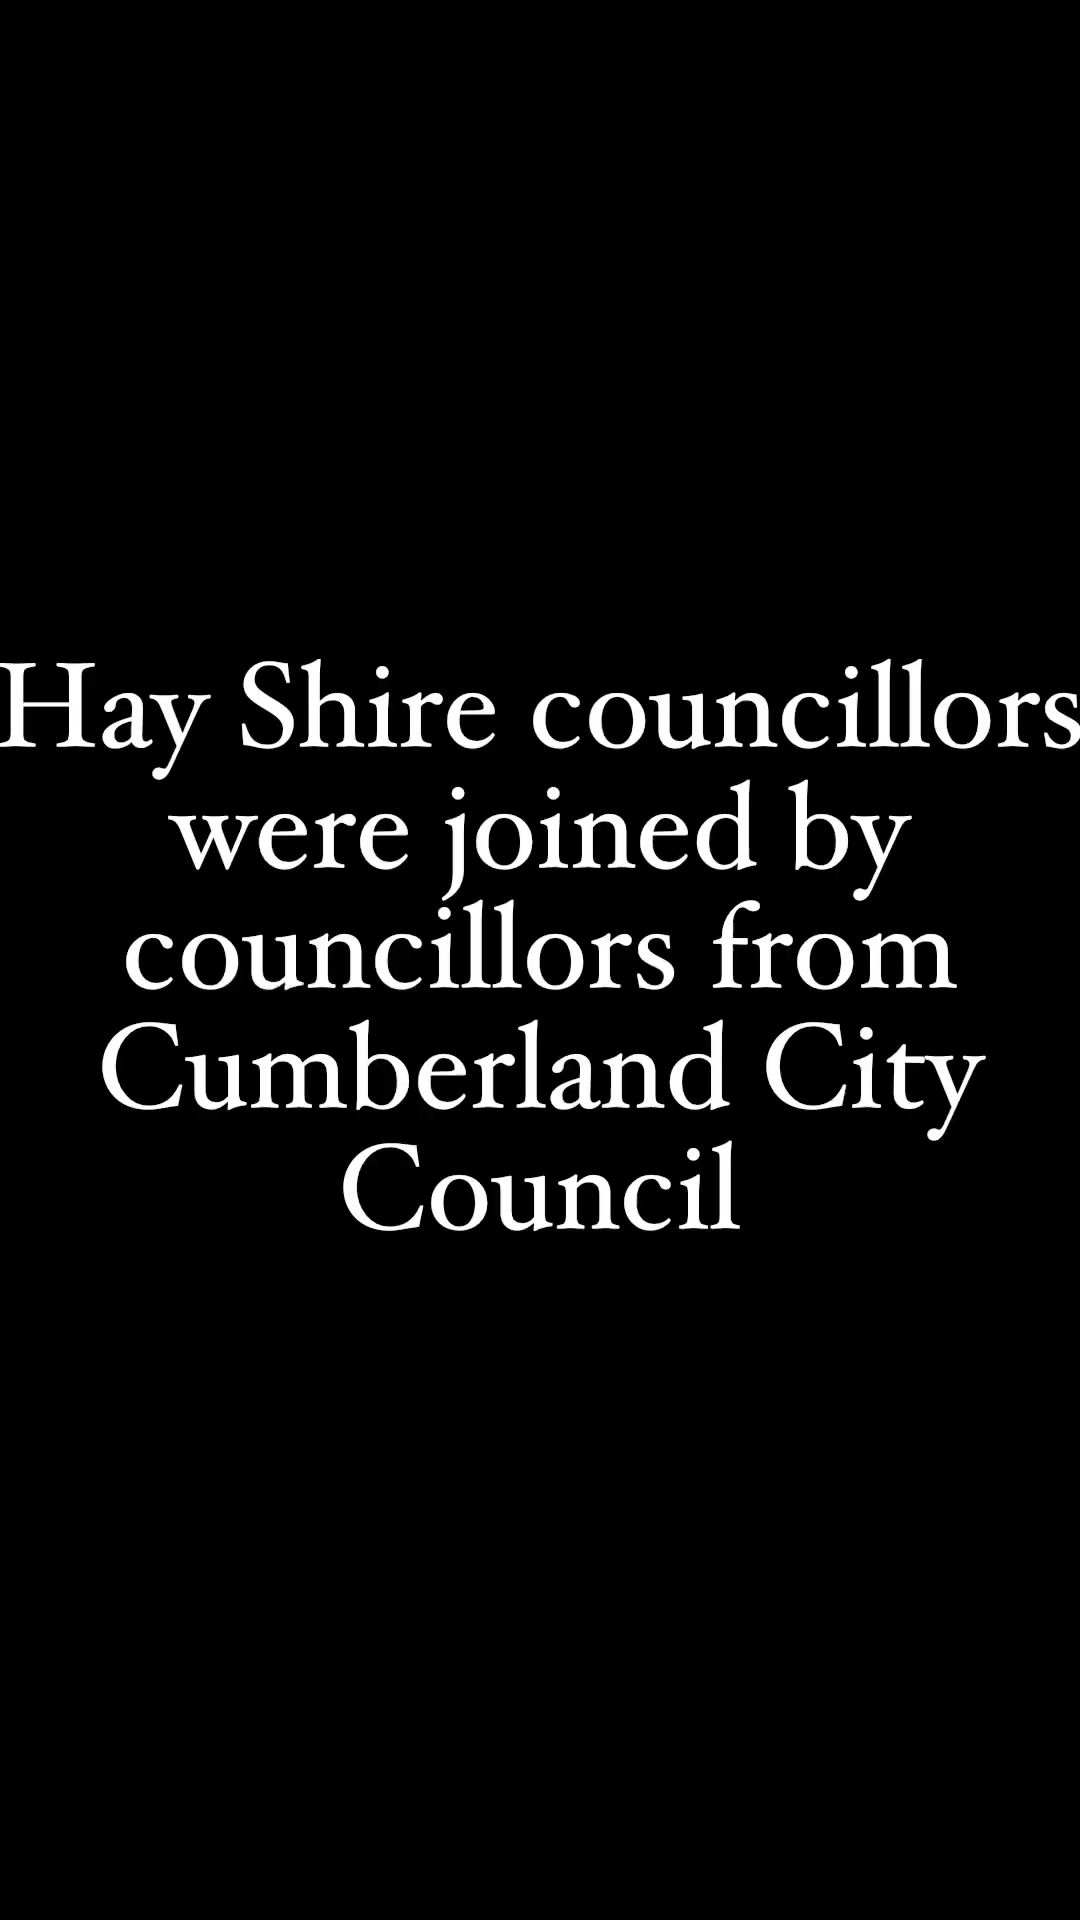 Hay Shire councillors
were joined by
councillors from
Cumberland City
Council